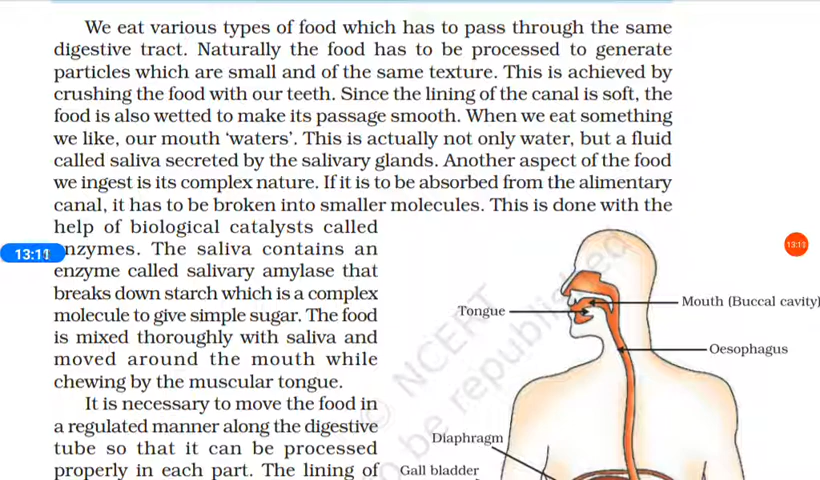 We eat various types of food which has to pass through the same
digestive tract. Naturally the food has to be processed to generate
particles which are small and of the same texture. This is achieved by
crushing the food with our teeth. Since the lining of the canal is soft, the
food is also wetted to make its passage smooth. When we eat something
we like, our mouth ‘waters’. This is actually not only water, but a fluid
called saliva secreted by the salivary glands. Another aspect of the food
we ingest is its complex nature. If it is to be absorbed from the alimentary
canal, it has to be broken into smaller molecules. This is done with the
help of biological catalysts called
nzymes. The saliva contains an
enzyme called salivary amylase that
breaks down starch which is a complex
molecule to give simple sugar. The food
is mixed thoroughly with saliva and
moved around the mouth while
chewing by the muscular tongue.
It is necessary to move the food in
a regulated manner along the digestive
tube so that it can be processed
properly in each part. The lining of
13:11
13:10
Mouth (Buccal cavity)
Tongue
Oesophagus
Diaphragm
Gall bladder
© NCERT
be republished